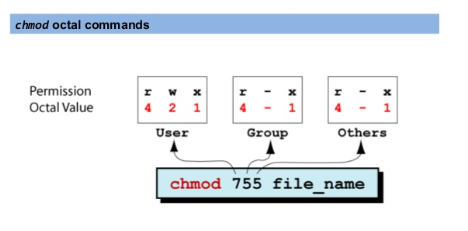 chmod octal commands
Permission r w x r - x r - x
Octal Value 4 2 1 4 - 1 4 - 1
User Group Others
chmod 755 file_name